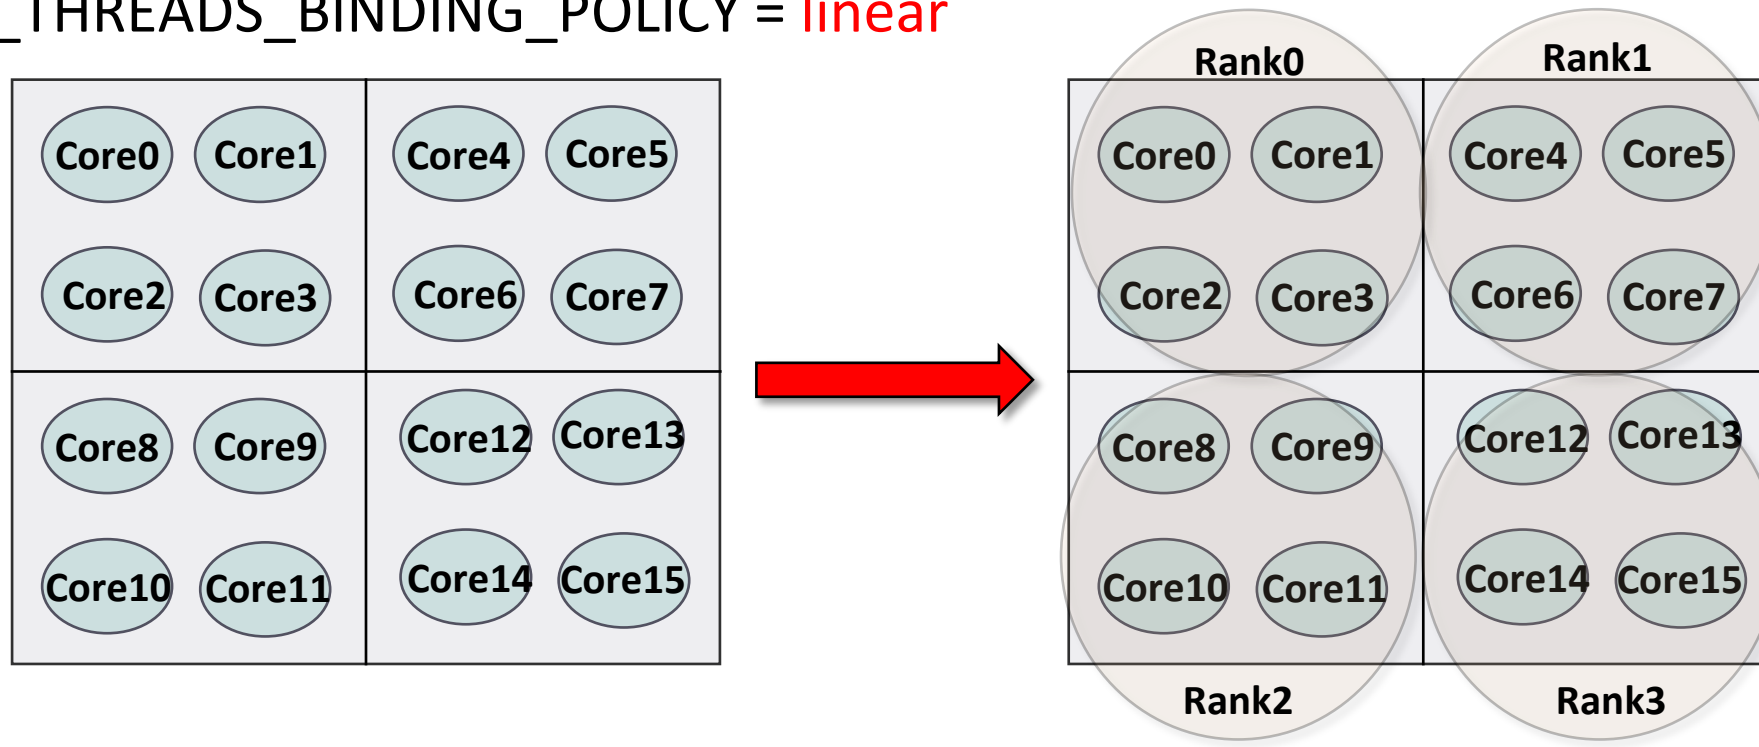 _THREADS_BINDING_POLICY = linear
Rank0 Rank1
Core0 Core1 Core4 Core5 Core0 Core1 Core4 Core5
Core2 Core3 Core6 Core7 Core2 Core3 Core6 Core7
Core8 Core9 Core12 Core13 Core8 Core9 Core12 Core13
Core10 Core11 Core14 Core15 Core10 Core11 Core14 Core15
Rank2 Rank3